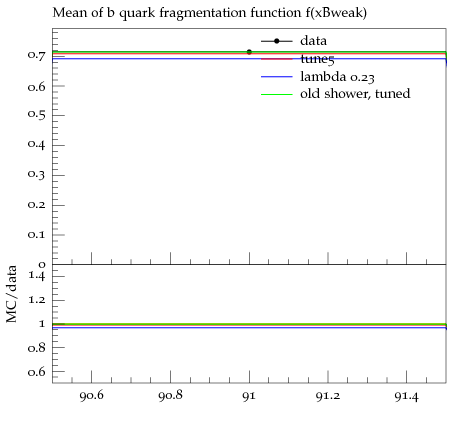 Mean of b quark fragmentation function f(xBweak)
data
tune5
lambda 0.23
old shower, tuned
0.7
0.6
0.5
0.4
0.3
0.2
0.1
0
MC/data
1.4
1.2
1
0.8
0.6
90.6 90.8 91 91.2 91.4